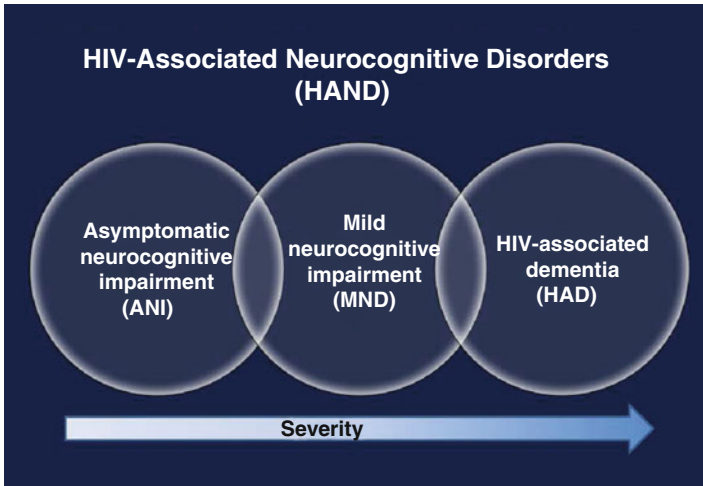 HIV-Associated Neurocognitive Disorders
(HAND)
Asymptomatic
neurocognitive
impairment
(ANI)
Mild
neurocognitive
impairment
(MND)
HIV-associated
dementia
(HAD)
Severity